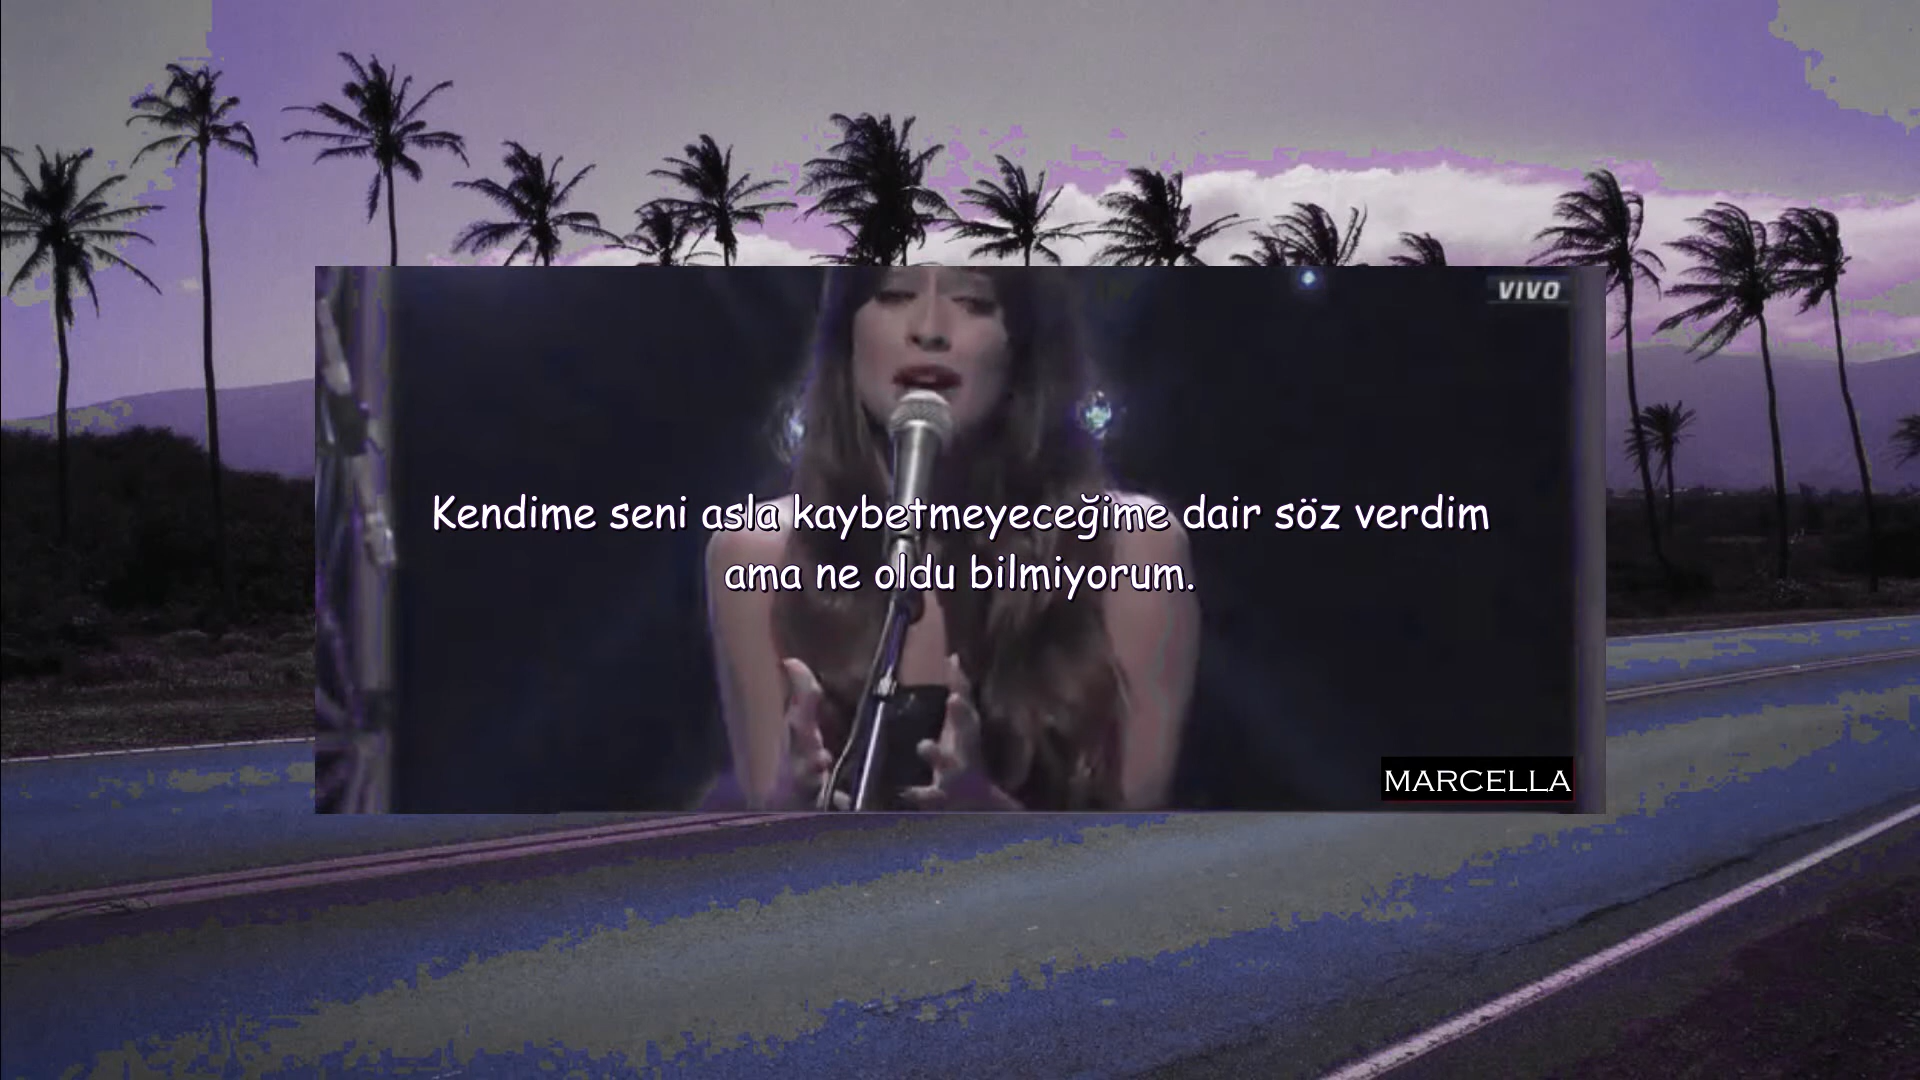 VIVO
Kendime seni asla kaybetmeyeceğime dair söz verdim
ama ne oldu bilmiyorum.
MARCELLA